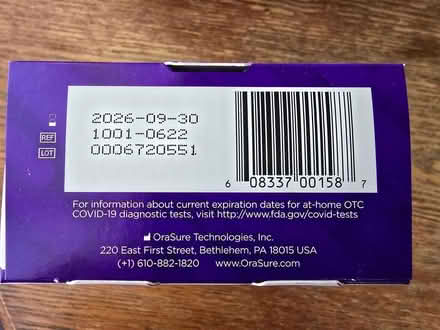 2026-09-30
REF 1001-0622
LOT 0006720551
6 08337 00158 7
For information about current expiration dates for at-home OTC
COVID-19 diagnostic tests, visit http://www.fda.gov/covid-tests
OraSure Technologies, Inc.
220 East First Street, Bethlehem, PA 18015 USA
(+1) 610-882-1820 www.OraSure.com